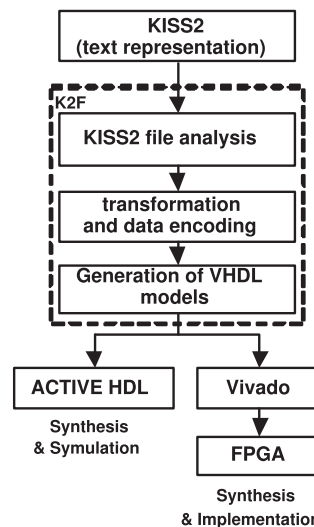 KISS2
(text representation)
K2F
KISS2 file analysis
transformation
and data encoding
Generation of VHDL
models
ACTIVE HDL
Vivado
Synthesis
& Symulation
FPGA
Synthesis
& Implementation